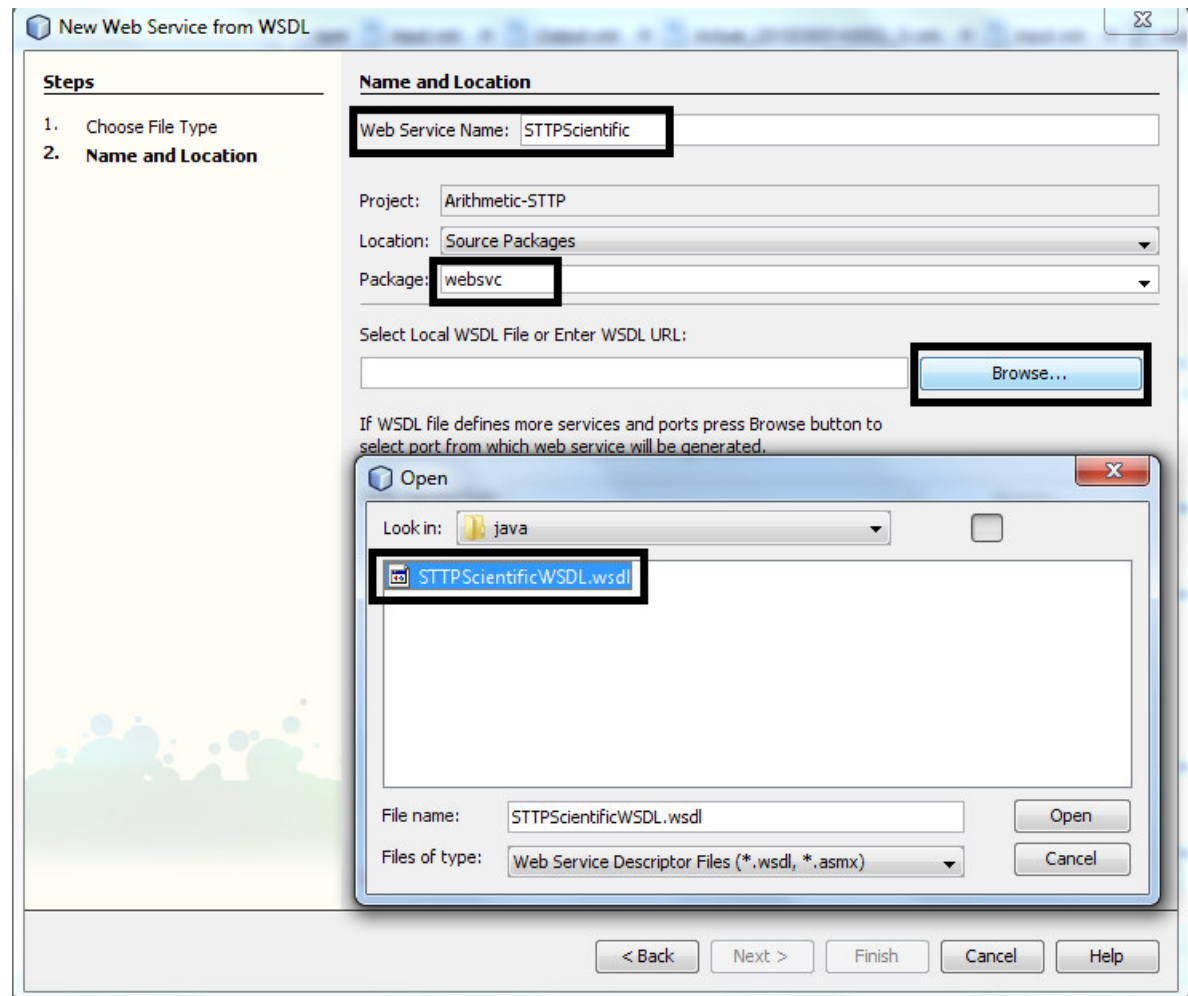 New Web Service from WSDL
Steps
1. Choose File Type
2. Name and Location
Name and Location
Web Service Name: STTPScientific
Project: Arithmetic-STTP
Location: Source Packages
Package: websvc
Select Local WSDL File or Enter WSDL URL:
Browse...
If WSDL file defines more services and ports press Browse button to
select port from which web service will be generated.
Open
Look in: java
STTPScientificWSDL.wsdl
File name: STTPScientificWSDL.wsdl
Open
Files of type: Web Service Descriptor Files (*.wsdl, *.asmx)
Cancel
< Back Next > Finish Cancel Help